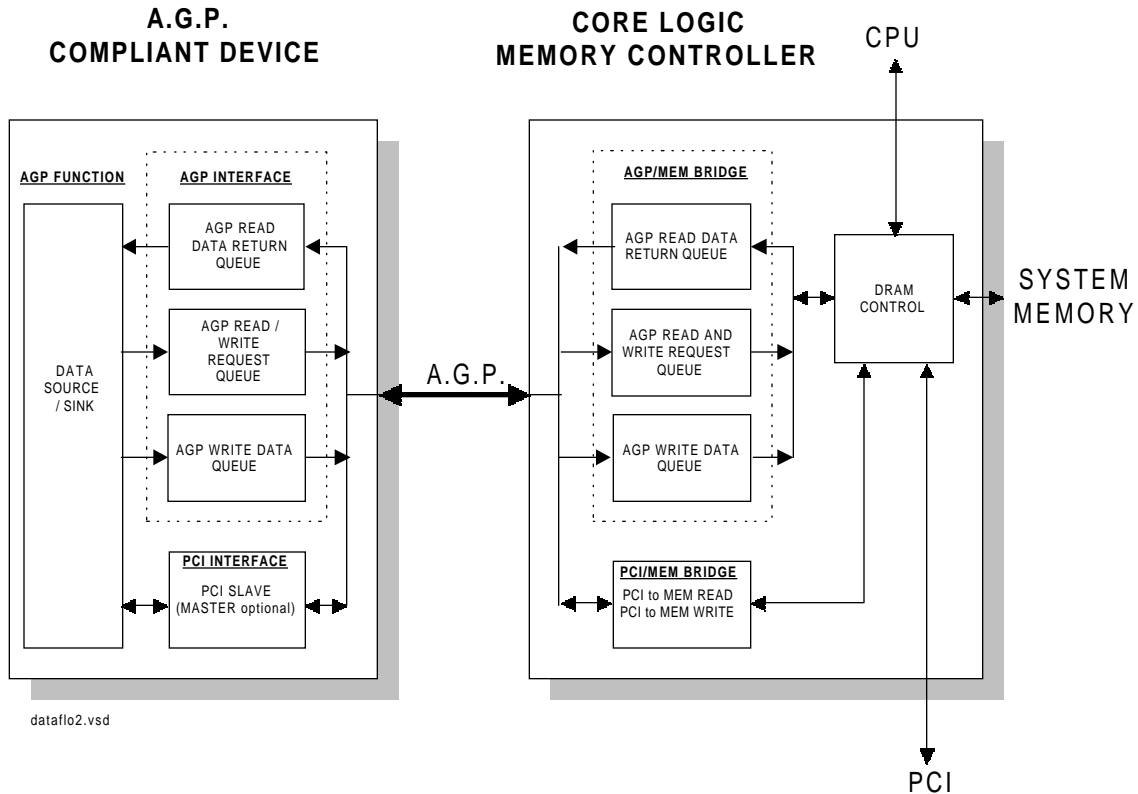 A.G.P.
COMPLIANT DEVICE
CORE LOGIC
MEMORY CONTROLLER
CPU
AGP FUNCTION
AGP INTERFACE
AGP READ
DATA RETURN
QUEUE
AGP READ /
WRITE
REQUEST
QUEUE
DATA
SOURCE
/ SINK
AGP WRITE DATA
QUEUE
PCI INTERFACE
PCI SLAVE
(MASTER optional)
A.G.P.
AGP/MEM BRIDGE
AGP READ DATA
RETURN QUEUE
AGP READ AND
WRITE REQUEST
QUEUE
AGP WRITE DATA
QUEUE
PCI/MEM BRIDGE
PCI to MEM READ
PCI to MEM WRITE
DRAM
CONTROL
SYSTEM
MEMORY
dataflo2.vsd
PCI